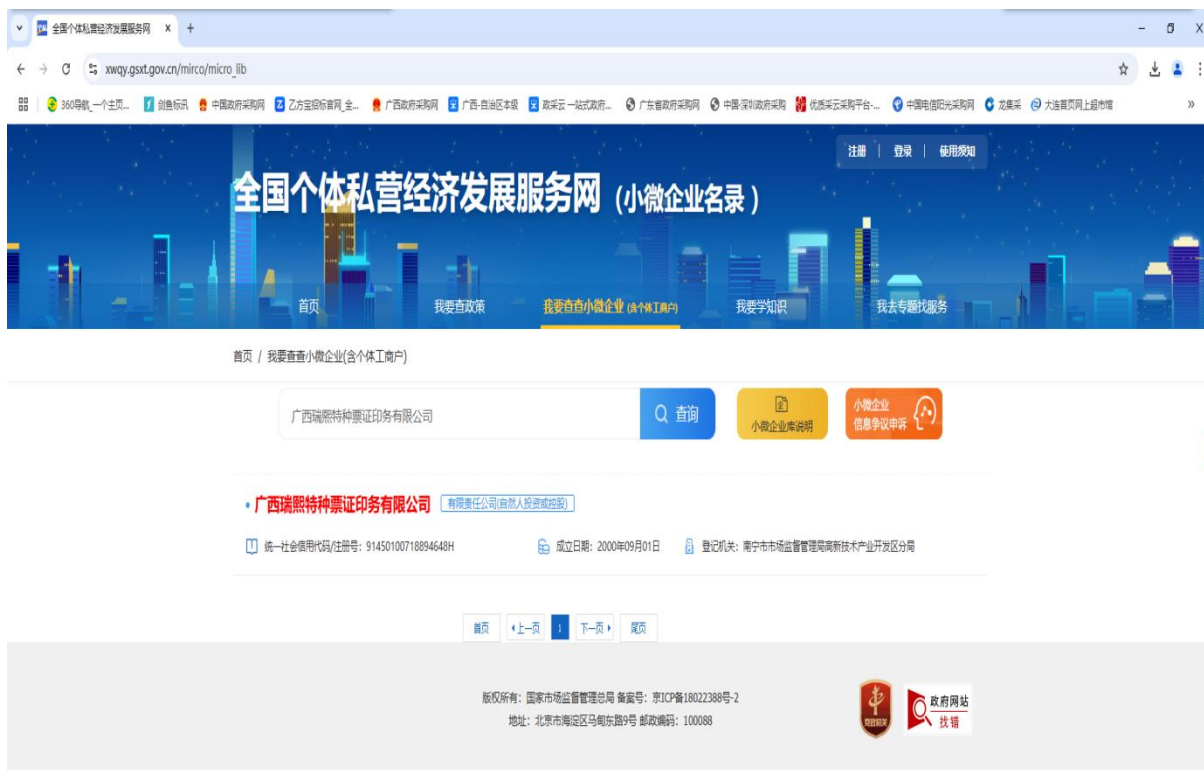 全国个体私营经济发展服务网 x +
xwqy.gsxt.gov.cn/mirco/micro_lib
360导航_一个主页... 剑鱼标讯 中国政府采购网 乙方宝招标官网_全... 广西政府采购网 广西-自治区本级 政采云 一站式政府... 广东省政府采购网 中国·深圳政府采购 优质采云采购平台-... 中国电信阳光采购网 龙集采 大连首页网上超市馆 »
注册 | 登录 | 使用须知
全国个体私营经济发展服务网（小微企业名录）
首页 我要查政策 我要查查小微企业 (含个体工商户) 我要学知识 我去专题找服务
首页 / 我要查查小微企业(含个体工商户)
广西瑞熙特种票证印务有限公司 查询 小微企业库说明 小微企业
信息争议申诉
• 广西瑞熙特种票证印务有限公司 有限责任公司(自然人投资或控股)
统一社会信用代码/注册号：91450100718894648H 成立日期：2000年09月01日 登记机关：南宁市市场监督管理局高新技术产业开发区分局
首页 上一页 1 下一页 尾页
版权所有：国家市场监督管理总局 备案号：京ICP备18022388号-2
地址：北京市海淀区马甸东路9号 邮政编码：100088
党政机关
政府网站
找错